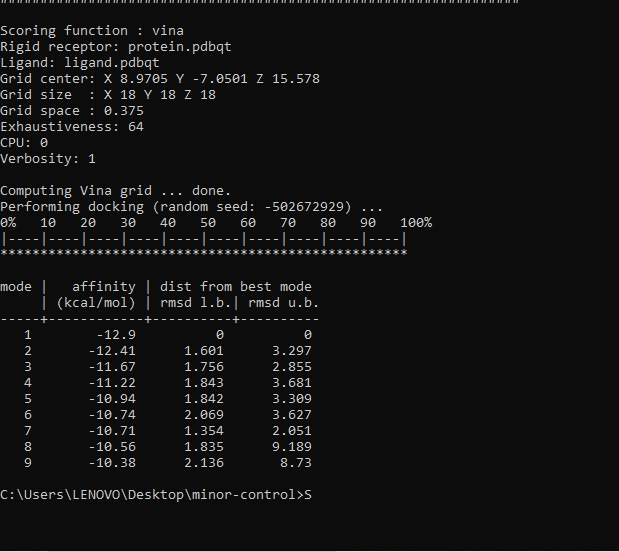 #################################################################
Scoring function : vina
Rigid receptor: protein.pdbqt
Ligand: ligand.pdbqt
Grid center: X 8.9705 Y -7.0501 Z 15.578
Grid size  : X 18 Y 18 Z 18
Grid space : 0.375
Exhaustiveness: 64
CPU: 0
Verbosity: 1
Computing Vina grid ... done.
Performing docking (random seed: -502672929) ...
0%   10   20   30   40   50   60   70   80   90   100%
|----|----|----|----|----|----|----|----|----|----|
***************************************************
mode |   affinity | dist from best mode
     | (kcal/mol) | rmsd l.b.| rmsd u.b.
-----+------------+----------+----------
   1        -12.9          0          0
   2       -12.41      1.601      3.297
   3       -11.67      1.756      2.855
   4       -11.22      1.843      3.681
   5       -10.94      1.842      3.309
   6       -10.74      2.069      3.627
   7       -10.71      1.354      2.051
   8       -10.56      1.835      9.189
   9       -10.38      2.136       8.73
C:\Users\LENOVO\Desktop\minor-control>S